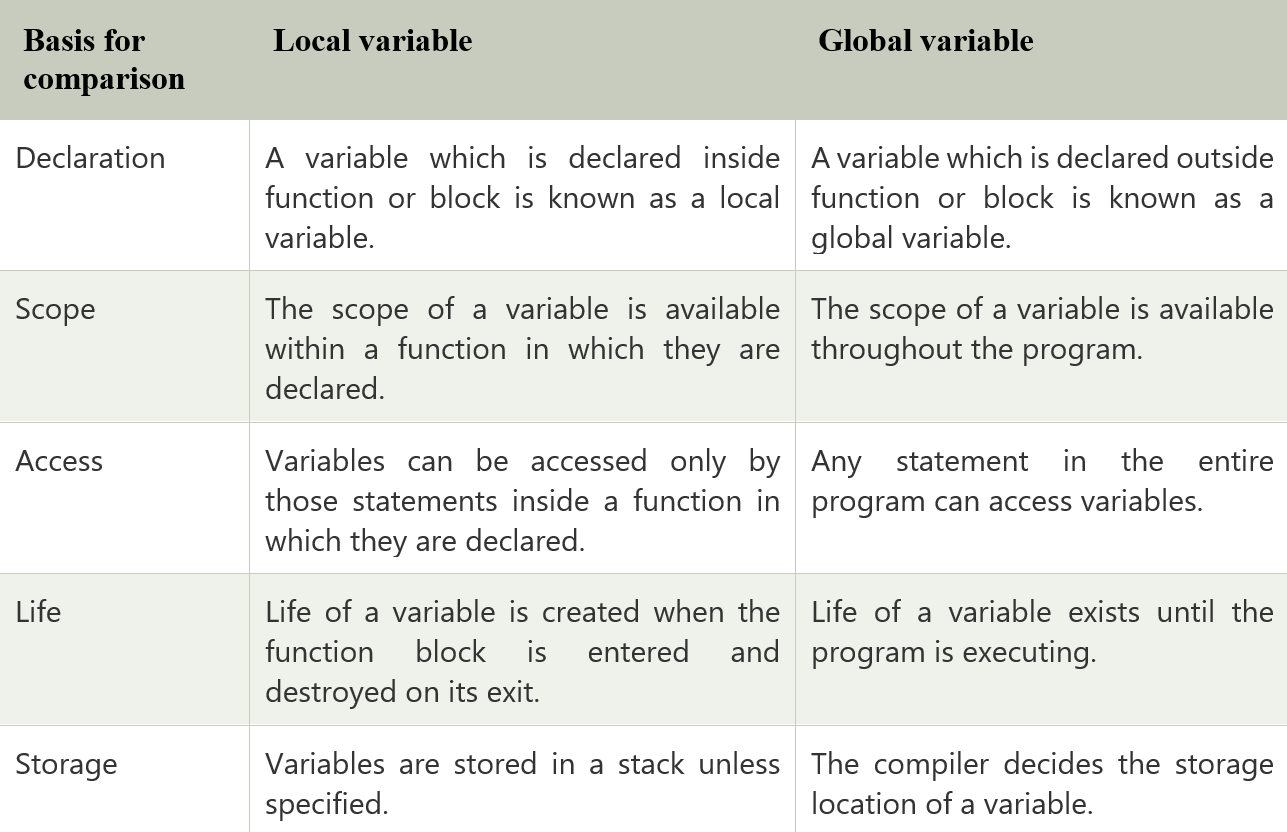 Basis for comparison
Local variable
Global variable
Declaration
A variable which is declared inside
function or block is known as a local
variable.
A variable which is declared outside
function or block is known as a
global variable.
Scope
The scope of a variable is available
within a function in which they are
declared.
The scope of a variable is available
throughout the program.
Access
Variables can be accessed only by
those statements inside a function in
which they are declared.
Any statement in the entire
program can access variables.
Life
Life of a variable is created when the
function block is entered and
destroyed on its exit.
Life of a variable exists until the
program is executing.
Storage
Variables are stored in a stack unless
specified.
The compiler decides the storage
location of a variable.